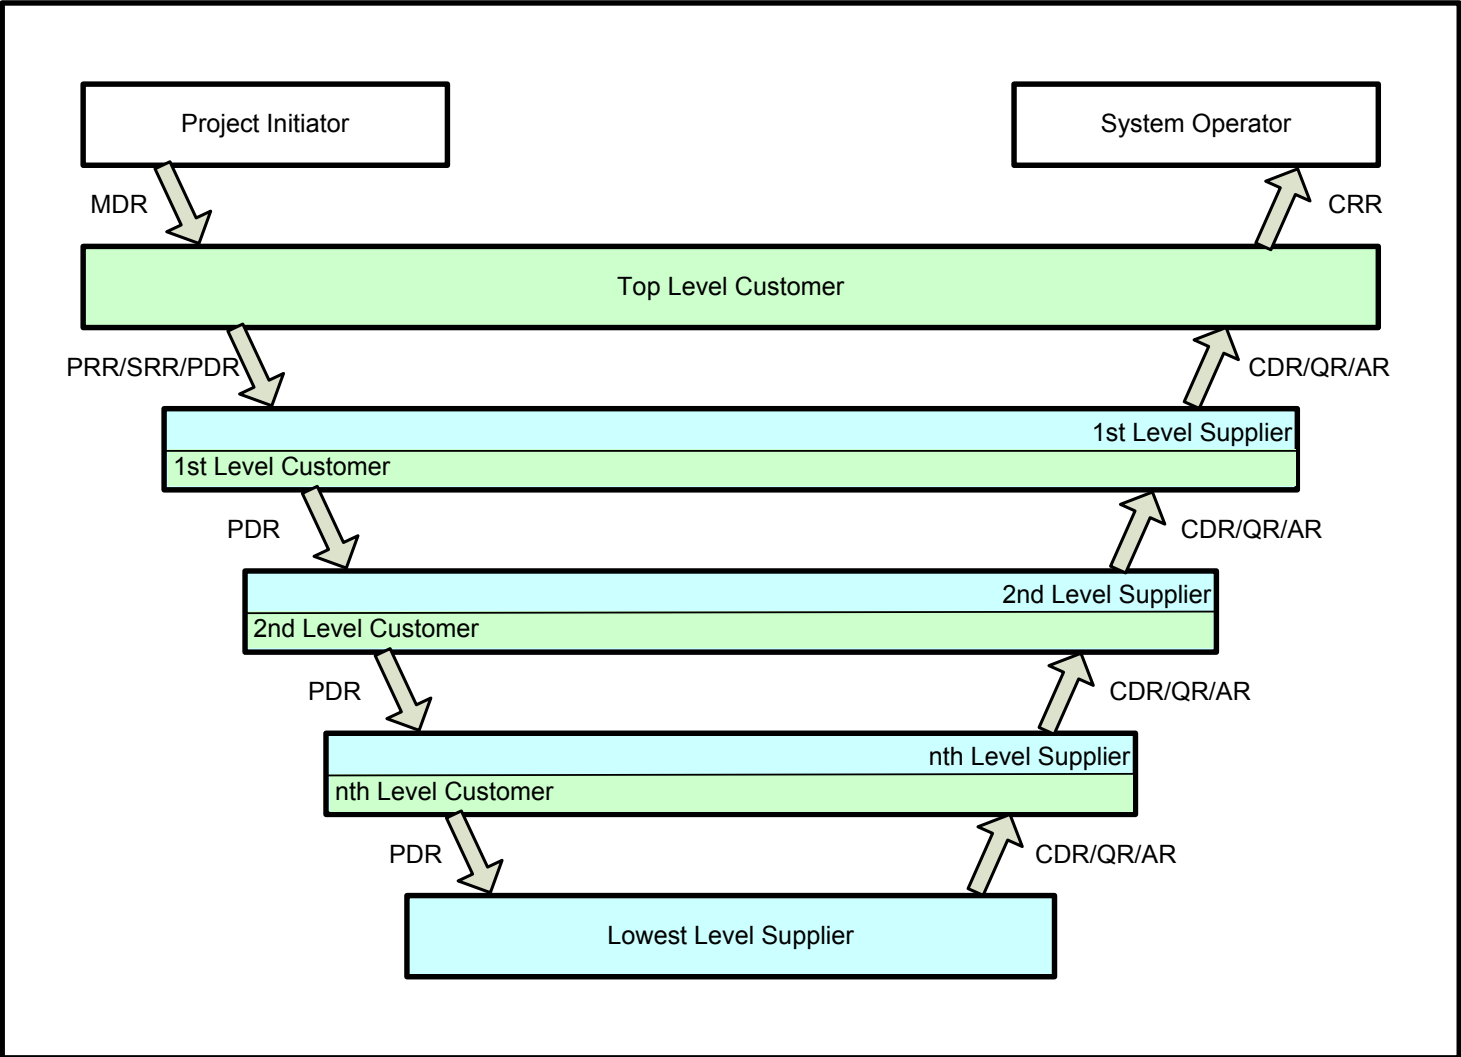 Project Initiator
System Operator
MDR
CRR
Top Level Customer
PRR/SRR/PDR
CDR/QR/AR
1st Level Supplier
1st Level Customer
PDR
CDR/QR/AR
2nd Level Supplier
2nd Level Customer
PDR
CDR/QR/AR
nth Level Supplier
nth Level Customer
PDR
CDR/QR/AR
Lowest Level Supplier